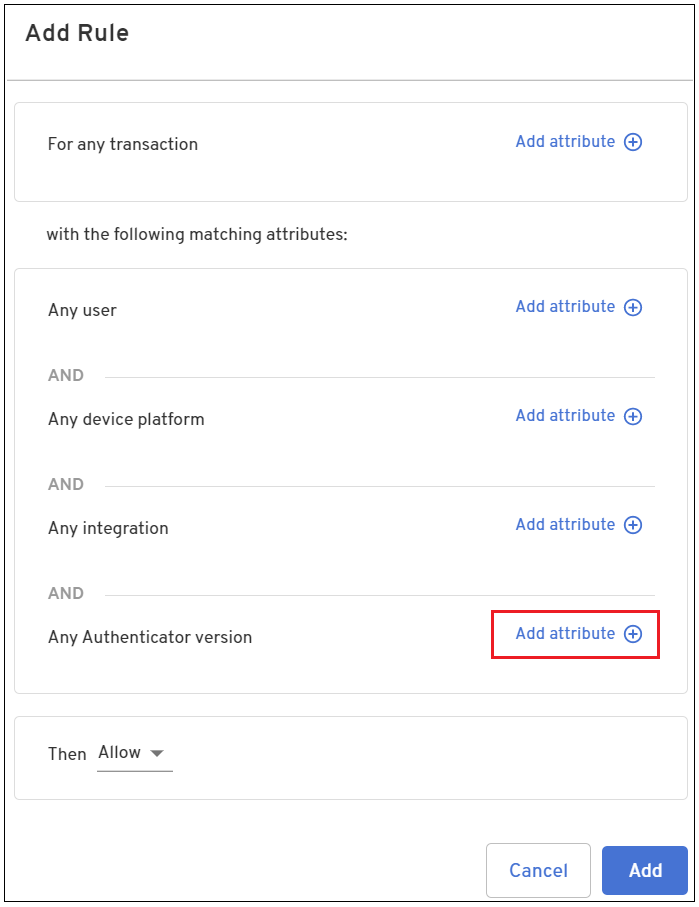 Add Rule
For any transaction
Add attribute
with the following matching attributes:
Any user
Add attribute
AND
Any device platform
Add attribute
AND
Any integration
Add attribute
AND
Any Authenticator version
Add attribute
Then Allow
Cancel
Add